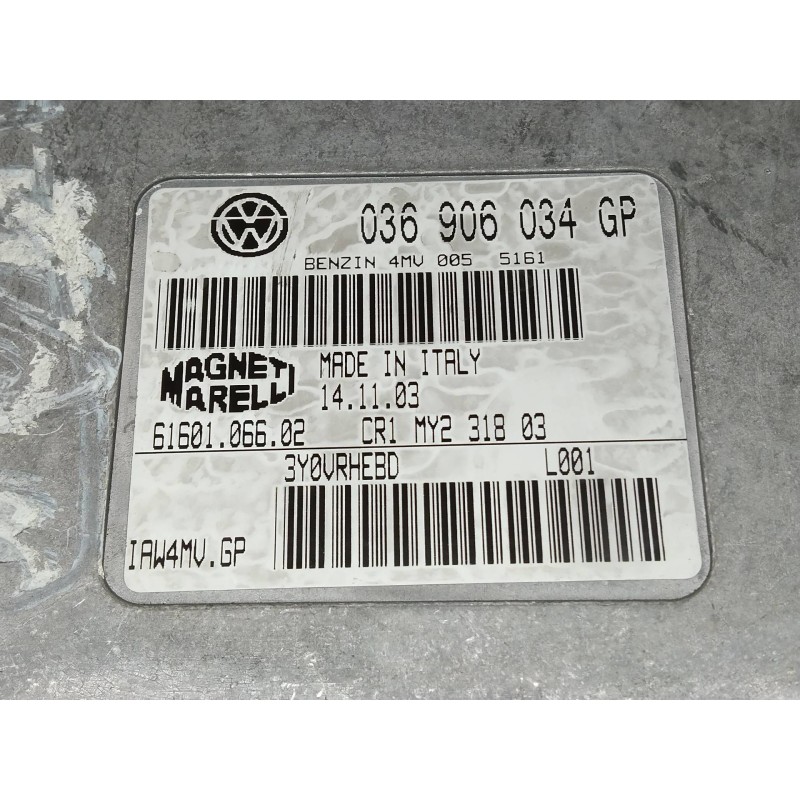 036 906 034 GP
BENZIN 4MV 005 5161
MAGNETI MARELLI
MADE IN ITALY
14.11.03
61601.066.02 CR1 MY2 318 03
3Y0VRHEBD L001
IAW4MV.GP